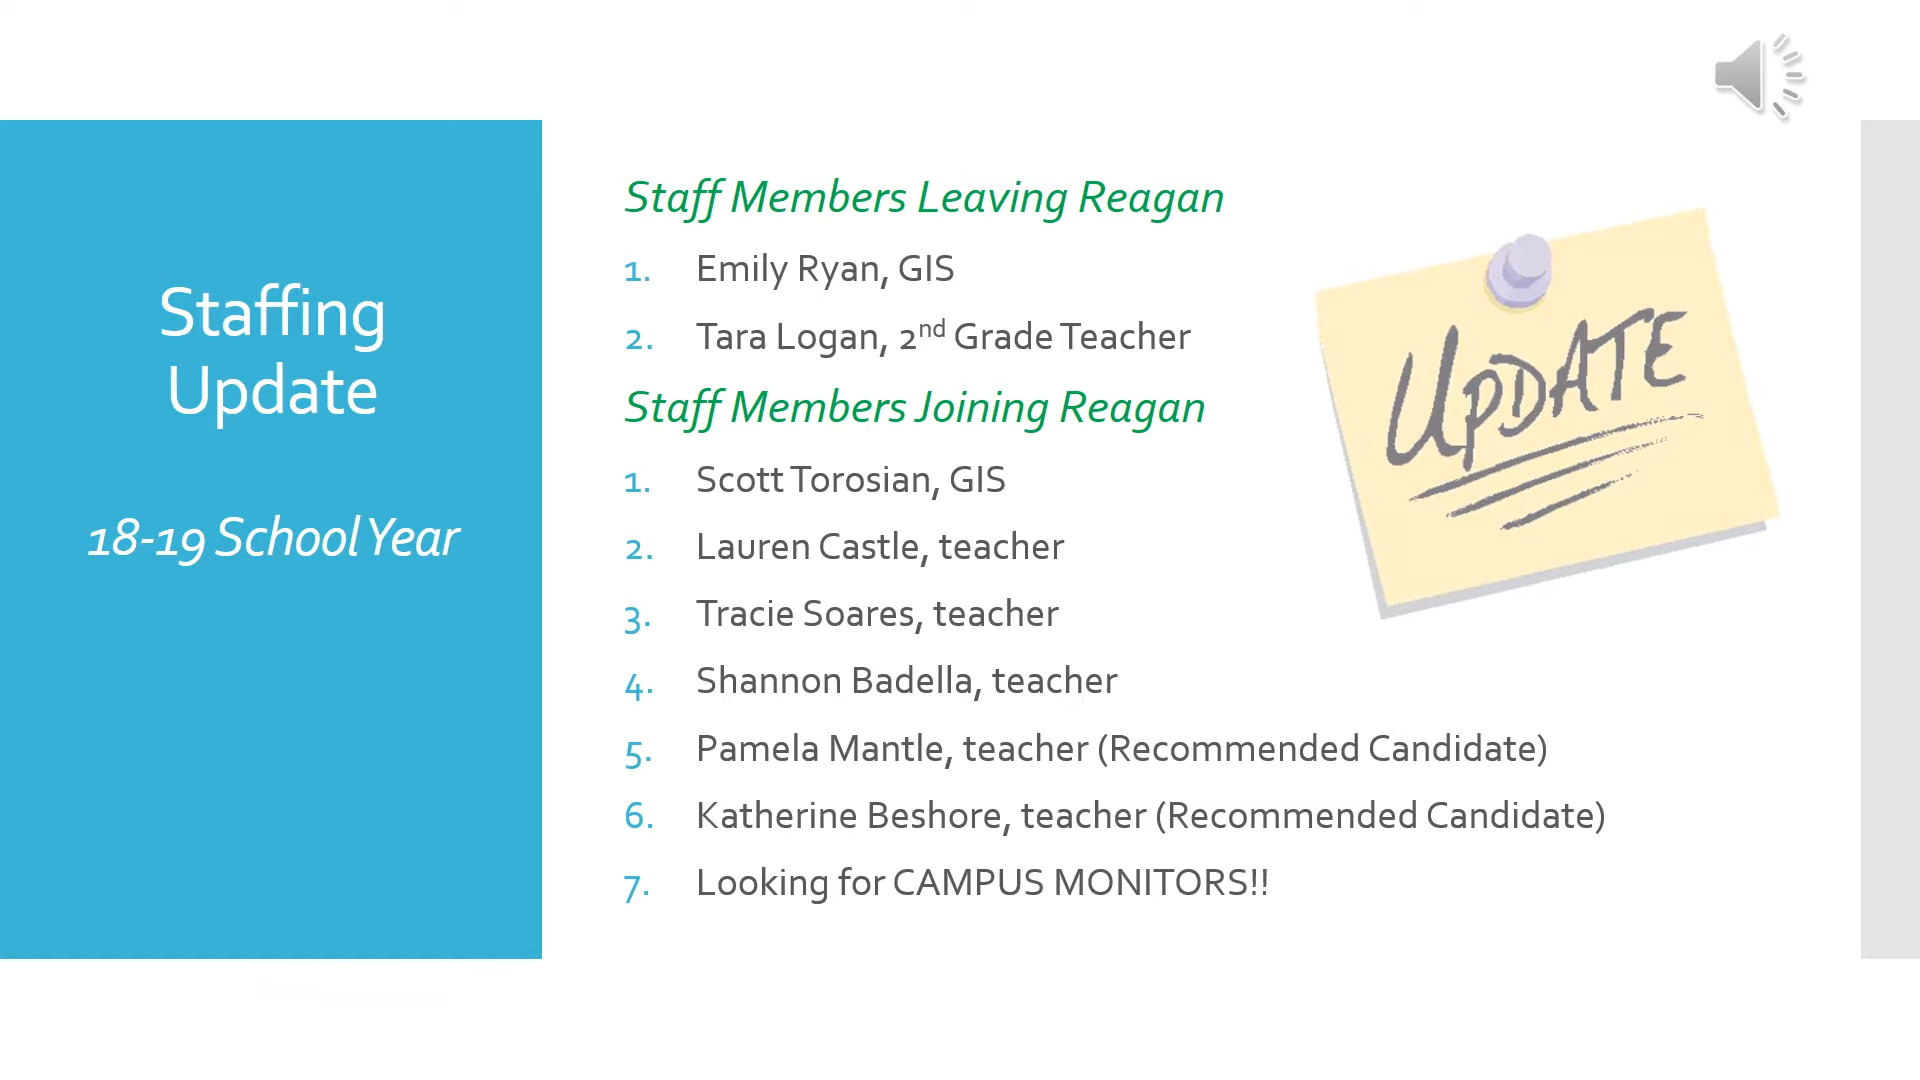 Staffing
Update
18-19 School Year
Staff Members Leaving Reagan
1. Emily Ryan, GIS
2. Tara Logan, 2nd Grade Teacher
Staff Members Joining Reagan
1. Scott Torosian, GIS
2. Lauren Castle, teacher
3. Tracie Soares, teacher
4. Shannon Badella, teacher
5. Pamela Mantle, teacher (Recommended Candidate)
6. Katherine Beshore, teacher (Recommended Candidate)
7. Looking for CAMPUS MONITORS!!
UPDATE